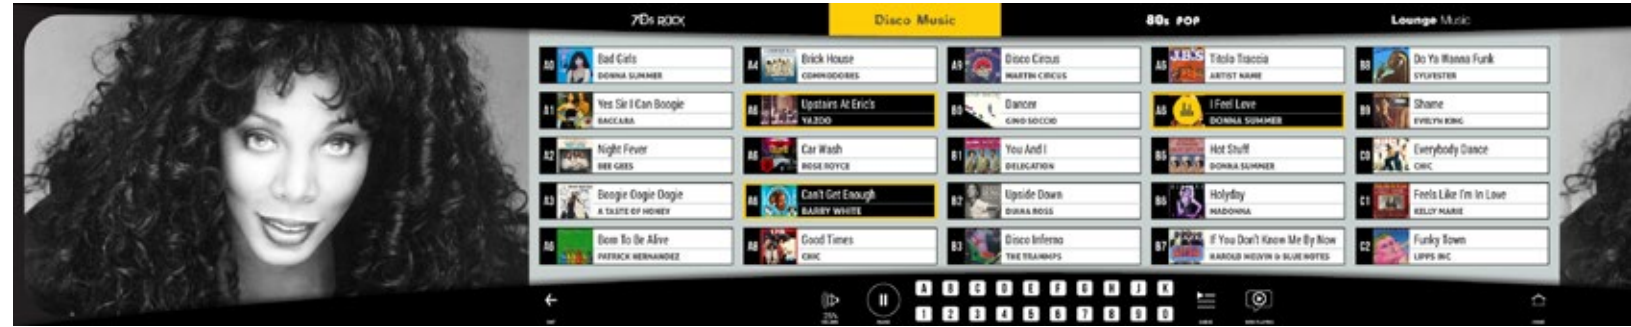 70s ROCK
Disco Music
80s POP
Lounge Music
A0 Bad Girls
DONNA SUMMER
A4 Brick House
COMMODORES
A9 Disco Circus
MARTIN CIRCUS
Titolo Traccia
ARTIST NAME
B8 Do Ya Wanna Funk
SYLVESTER
A1 Yes Sir I Can Boogie
BACCARA
Upstairs At Eric's
YAZOO
B0 Dancer
GINO SOCCIO
I Feel Love
DONNA SUMMER
B9 Shame
EVELYN KING
A2 Night Fever
BEE GEES
Car Wash
ROSE ROYCE
B1 You And I
DELEGATION
B5 Hot Stuff
DONNA SUMMER
C0 Everybody Dance
CHIC
A3 Boogie Oogie Oogie
A TASTE OF HONEY
Can't Get Enough
BARRY WHITE
B2 Upside Down
DIANA ROSS
B6 Holyday
MADONNA
C1 Feels Like I'm In Love
KELLY MARIE
Born To Be Alive
PATRICK HERNANDEZ
Good Times
CHIC
B3 Disco Inferno
THE TRAMMPS
B7 If You Don't Know Me By Now
HAROLD MELVIN & BLUE NOTES
C2 Funky Town
LIPPS INC
A B C D E F G H J K
1 2 3 4 5 6 7 8 9 0